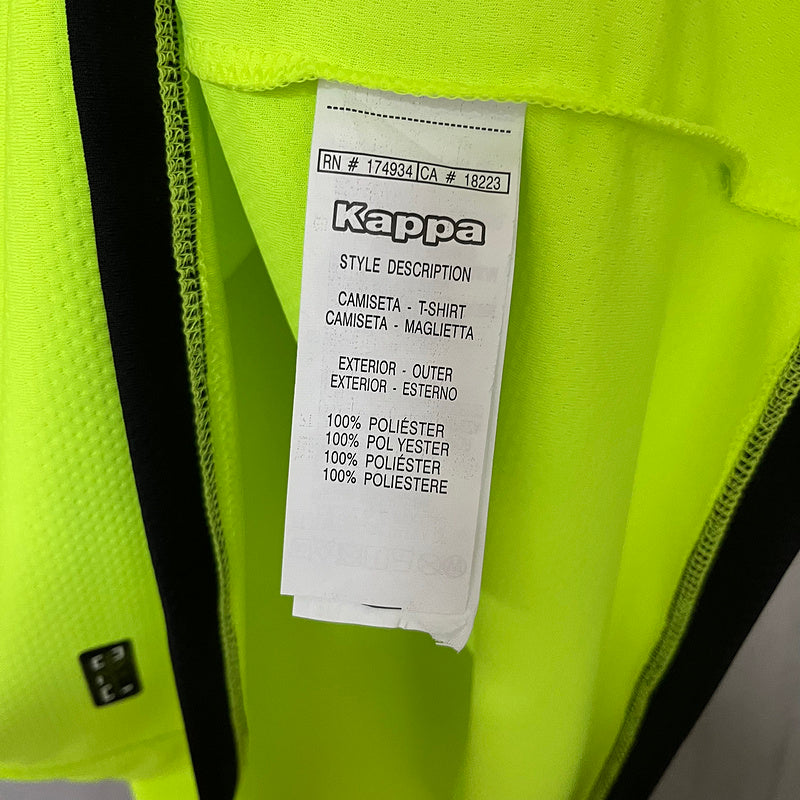 RN # 174934 CA # 18223
Kappa
STYLE DESCRIPTION
CAMISETA - T-SHIRT
CAMISETA - MAGLIETTA
EXTERIOR - OUTER
EXTERIOR - ESTERNO
100% POLIÉSTER
100% POLYESTER
100% POLIÉSTER
100% POLIESTERE